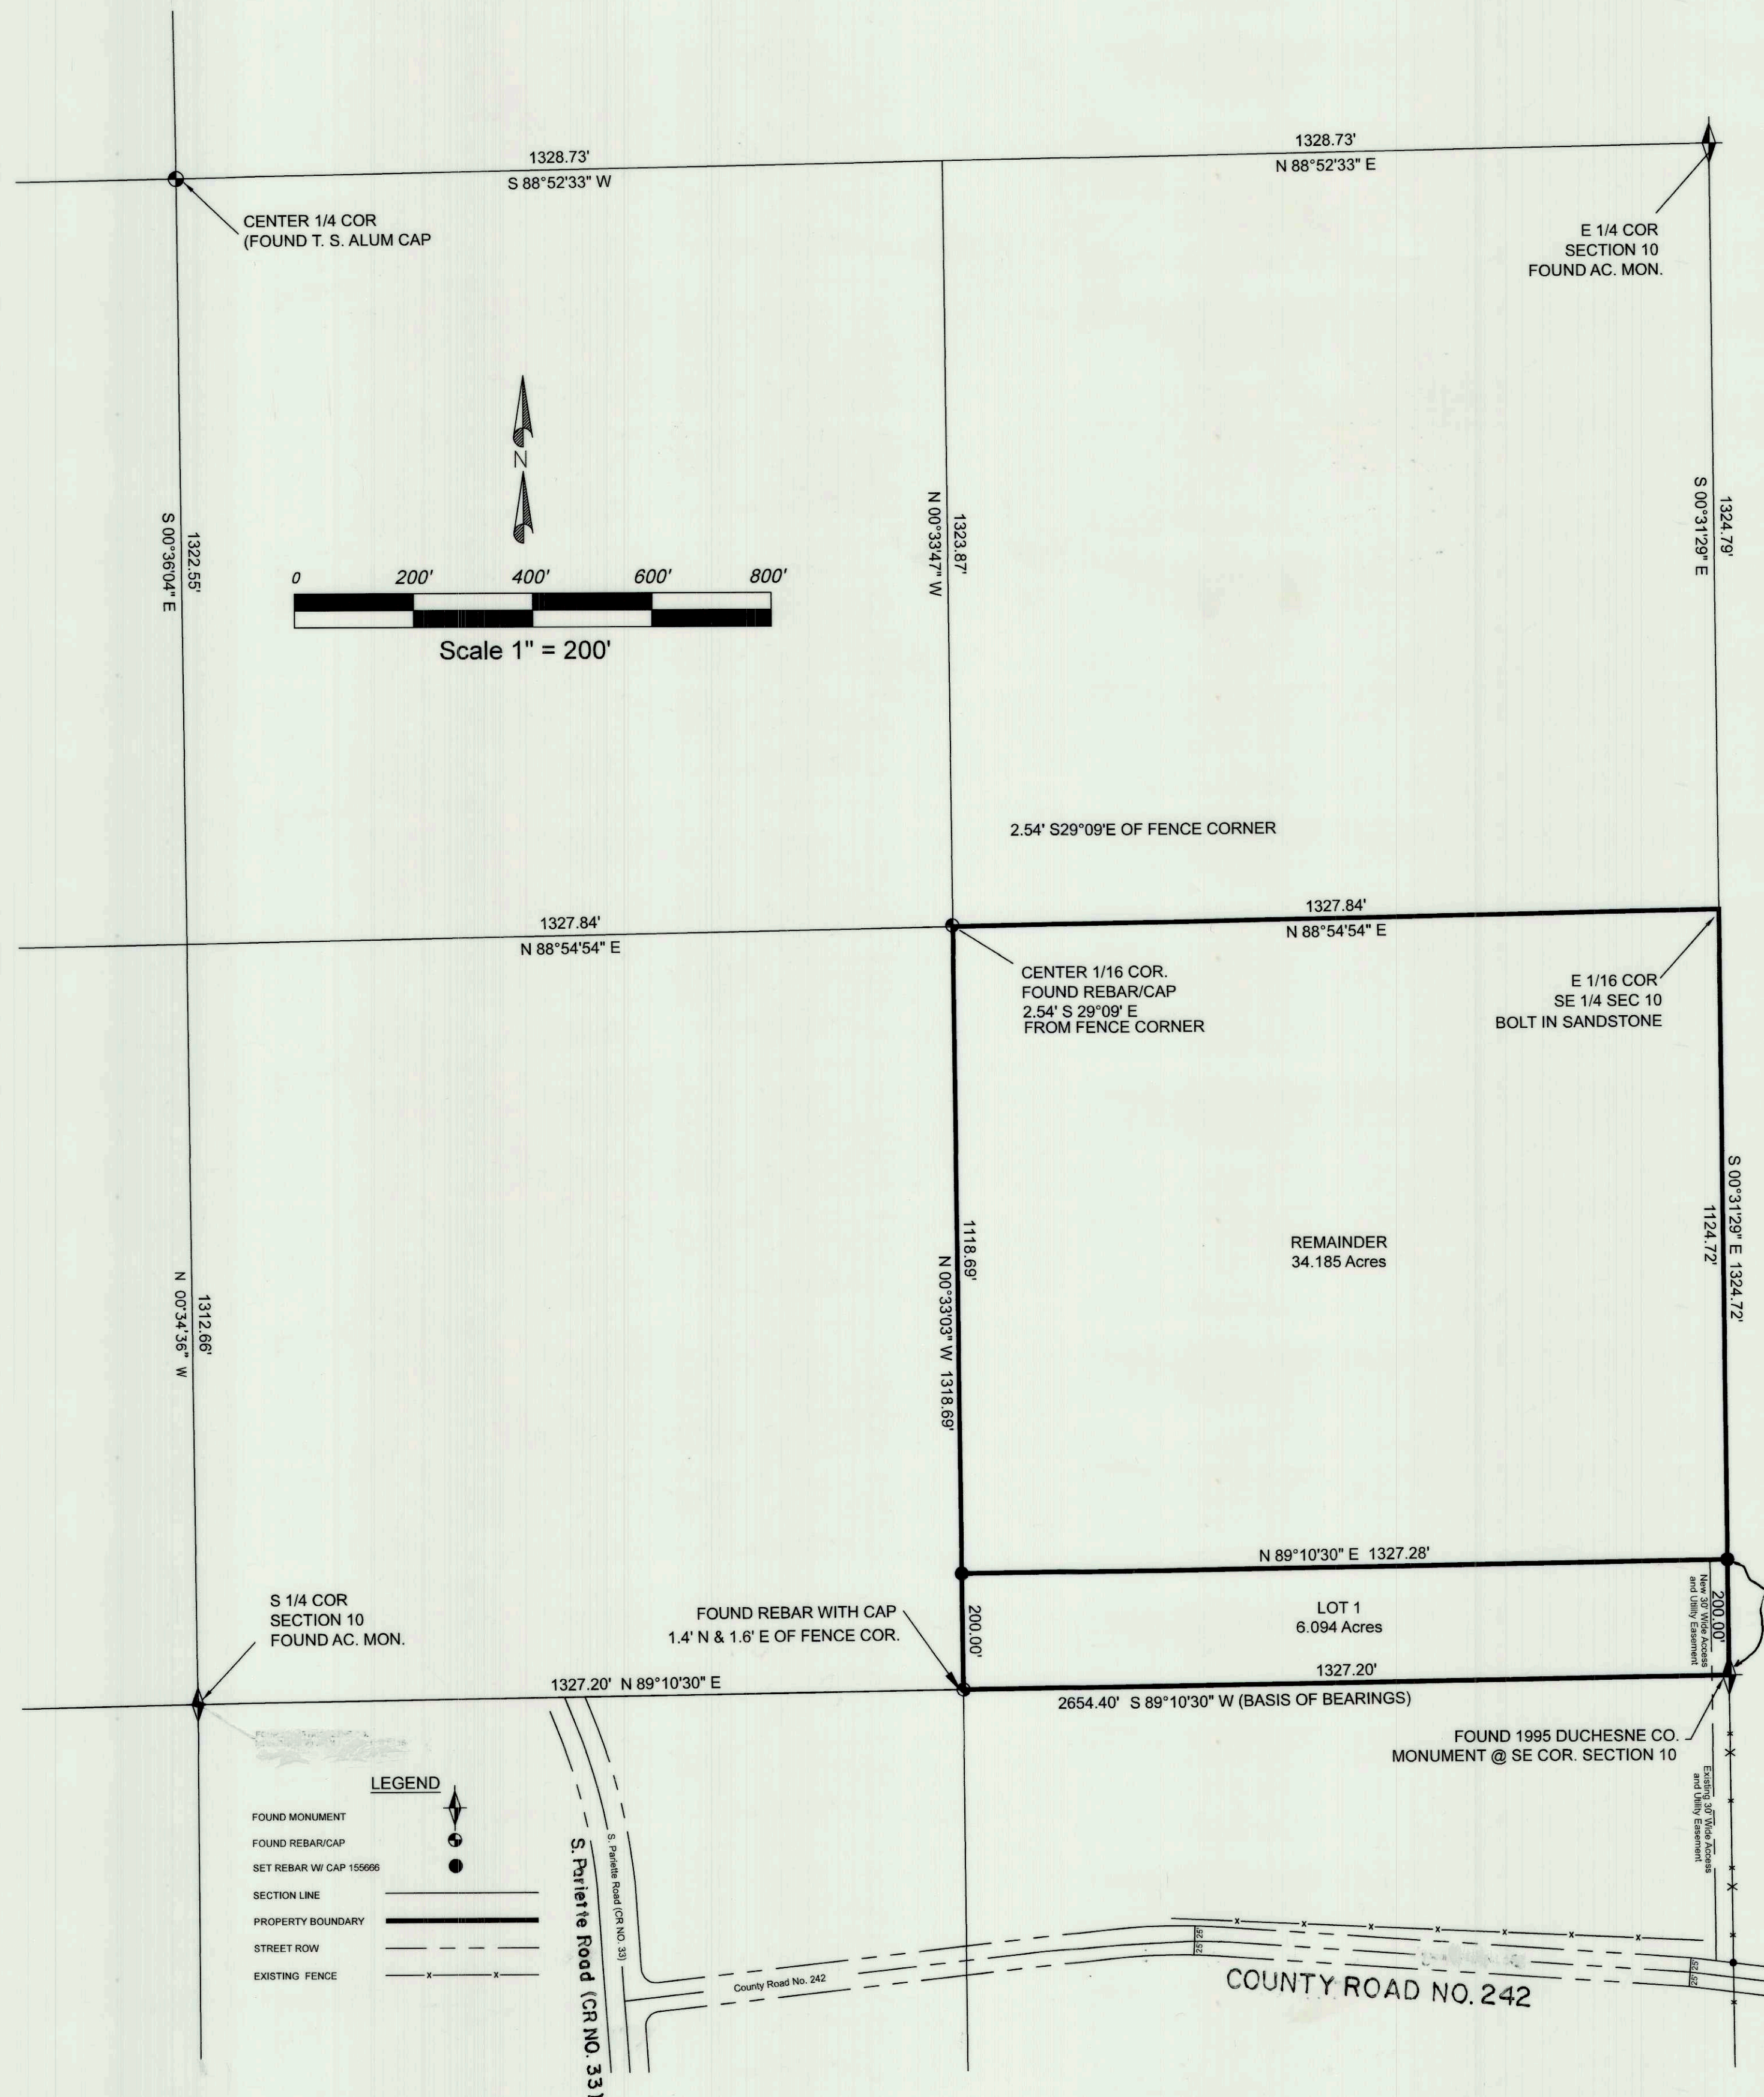 1328.73'
S 88°52'33" W
1328.73'
N 88°52'33" E
CENTER 1/4 COR
(FOUND T. S. ALUM CAP
E 1/4 COR
SECTION 10
FOUND AC. MON.
N
0 200' 400' 600' 800'
Scale 1" = 200'
1322.55'
S 00°36'04" E
1323.87'
N 00°33'47" W
1324.79'
S 00°31'29" E
2.54' S29°09'E OF FENCE CORNER
1327.84'
N 88°54'54" E
1327.84'
N 88°54'54" E
CENTER 1/16 COR.
FOUND REBAR/CAP
2.54' S 29°09' E
FROM FENCE CORNER
E 1/16 COR
SE 1/4 SEC 10
BOLT IN SANDSTONE
1312.66'
N 00°34'36" W
1118.69'
N 00°33'03" W 1318.69'
REMAINDER
34.185 Acres
S 00°31'29" E 1324.72'
1124.72'
N 89°10'30" E 1327.28'
LOT 1
6.094 Acres
200.00'
200.00'
New 30' Wide Access
and Utility Easement
1327.20'
2654.40' S 89°10'30" W (BASIS OF BEARINGS)
S 1/4 COR
SECTION 10
FOUND AC. MON.
FOUND REBAR WITH CAP
1.4' N & 1.6' E OF FENCE COR.
1327.20' N 89°10'30" E
FOUND 1995 DUCHESNE CO.
MONUMENT @ SE COR. SECTION 10
Existing 30' Wide Access
and Utility Easement
LEGEND
FOUND MONUMENT
FOUND REBAR/CAP
SET REBAR W/ CAP 155666
SECTION LINE
PROPERTY BOUNDARY
STREET ROW
EXISTING FENCE
S. Pariette Road (CR NO. 33)
S. Pariette Road (CR NO. 33)
County Road No. 242
25' 25'
25' 25'
COUNTY ROAD NO. 242